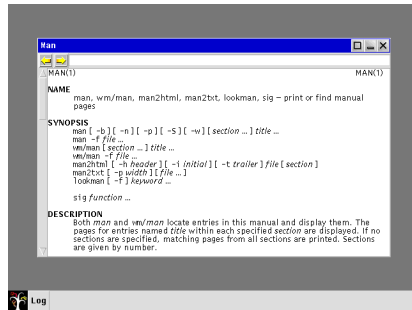 Man
MAN(1) MAN(1)
NAME
man, wm/man, man2html, man2txt, lookman, sig – print or find manual
pages
SYNOPSIS
man [ -b ][ -n ][ -p ][ -S ][ -w ][ section ... ] title ...
man -f file ...
wm/man [ section ... ] title ...
wm/man -f file ...
man2html [ -h header ][ -i initial ][ -t trailer ] file [ section ]
man2txt [ -p width ][ file ... ]
lookman [ -f ] keyword ...
sig function ...
DESCRIPTION
Both man and wm/man locate entries in this manual and display them. The
pages for entries named title within each specified section are displayed. If no
sections are specified, matching pages from all sections are printed. Sections
are given by number.
Log